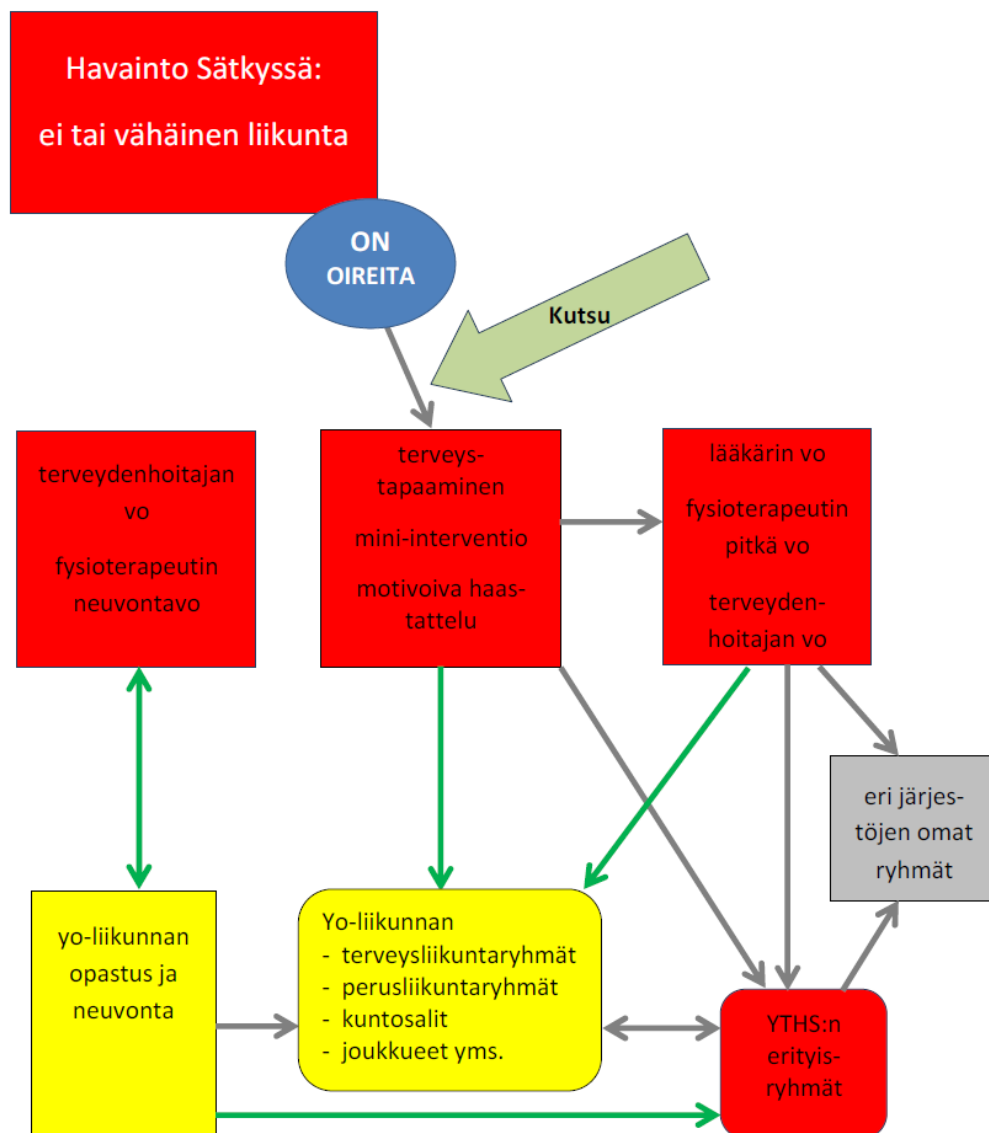 Havainto Sätkyssä:
ei tai vähäinen liikunta
ON
OIREITA
Kutsu
terveydenhoitajan
vo
fysioterapeutin
neuvontavo
terveys-
tapaaminen
mini-interventio
motivoiva haas-
tattelu
lääkärin vo
fysioterapeutin
pitkä vo
terveyden-
hoitajan vo
eri järjes-
töjen omat
ryhmät
yo-liikunnan
opastus ja
neuvonta
Yo-liikunnan
- terveysliikuntaryhmät
- perusliikuntaryhmät
- kuntosalit
- joukkueet yms.
YTHS:n
erityis-
ryhmät